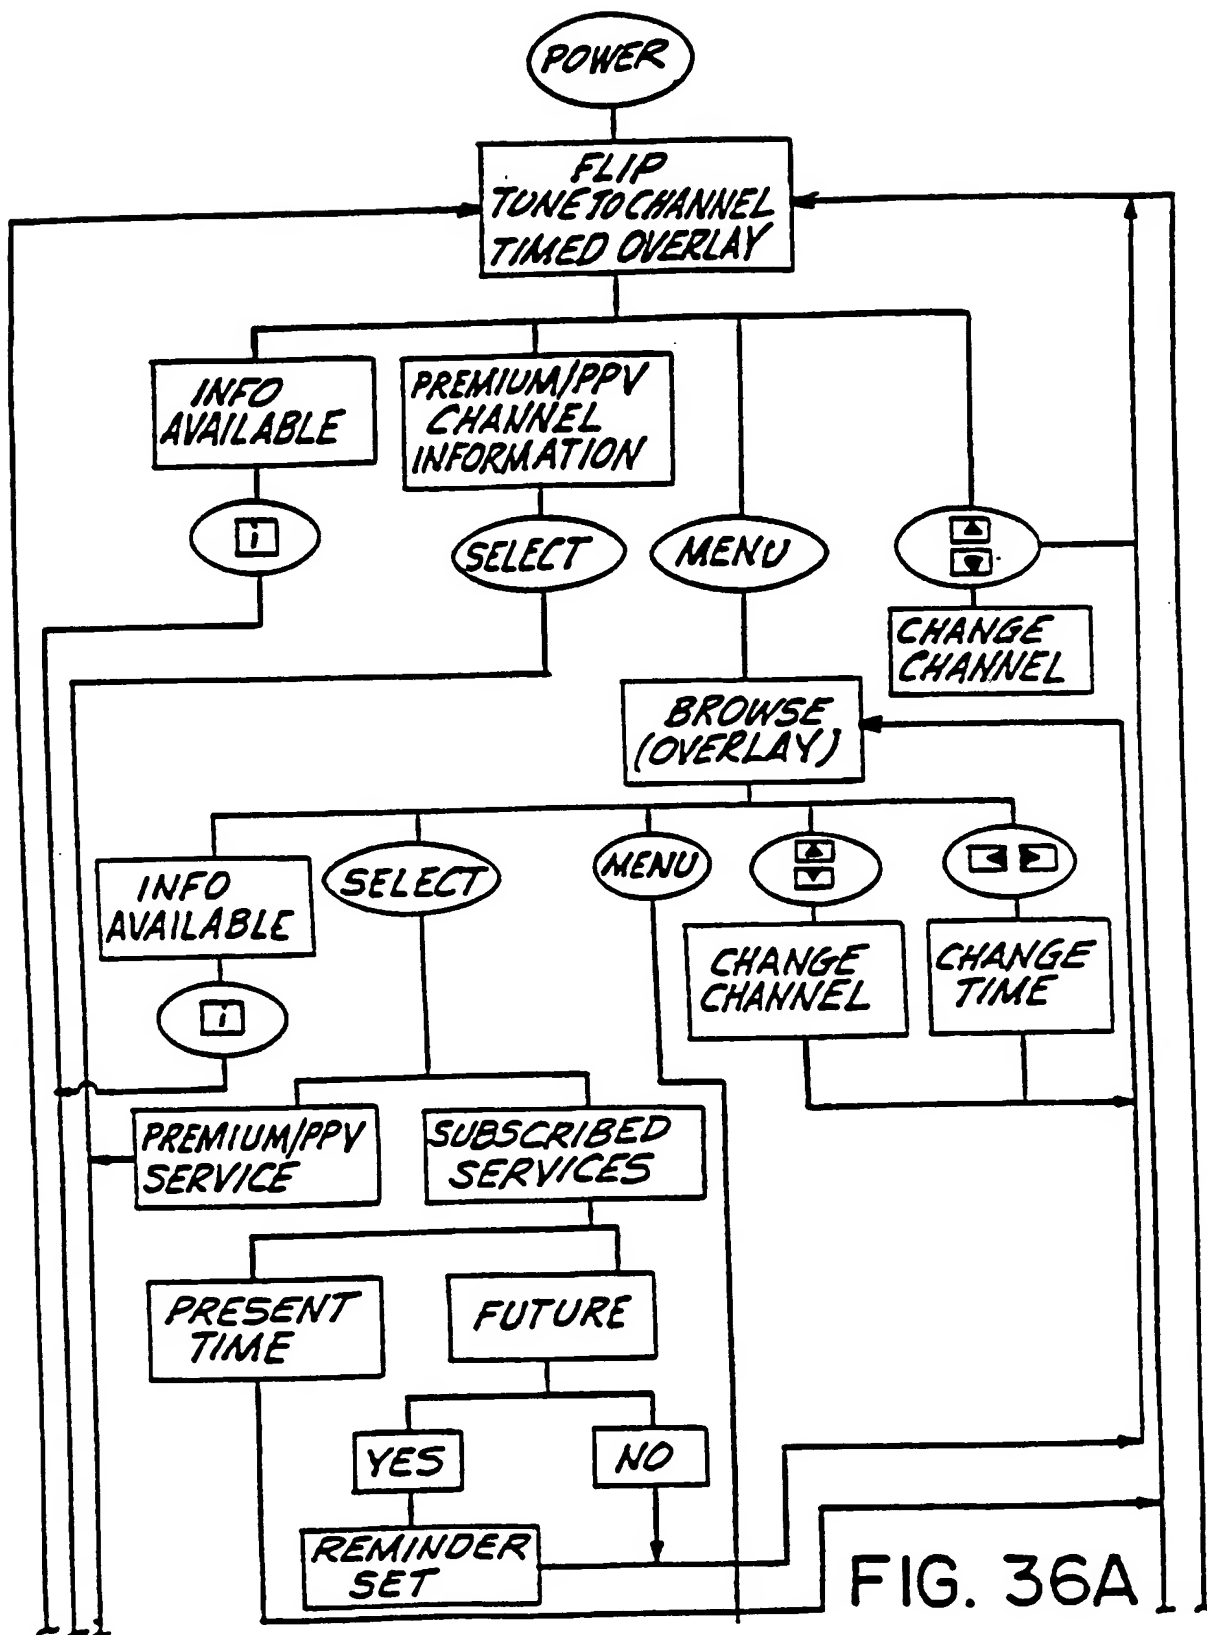 POWER
FLIP
TUNE TO CHANNEL
TIMED OVERLAY
INFO
AVAILABLE
PREMIUM/PPV
CHANNEL
INFORMATION
i
SELECT
MENU
CHANGE
CHANNEL
BROWSE
(OVERLAY)
INFO
AVAILABLE
SELECT
MENU
CHANGE
CHANNEL
CHANGE
TIME
i
PREMIUM/PPV
SERVICE
SUBSCRIBED
SERVICES
PRESENT
TIME
FUTURE
YES
NO
REMINDER
SET
FIG. 36A